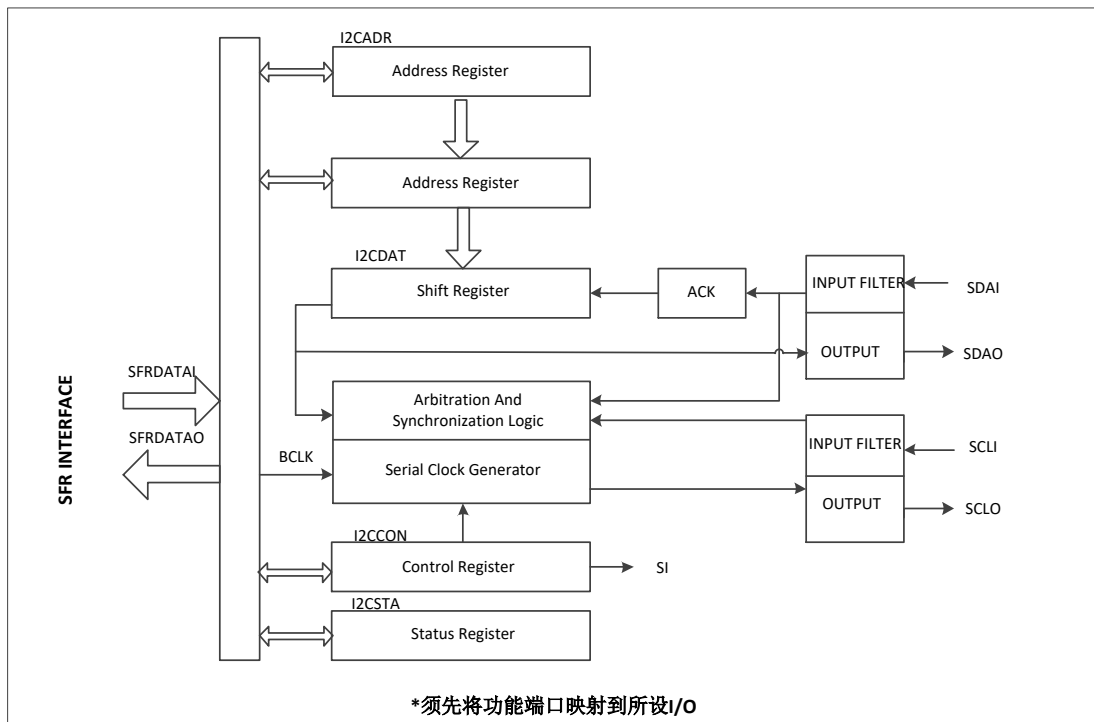 I2CADR
Address Register
Address Register
I2CDAT
Shift Register
ACK
INPUT FILTER
SDAI
OUTPUT
SDAO
SFRDATAI
SFRDATAO
SFR INTERFACE
Arbitration And
Synchronization Logic
BCLK
Serial Clock Generator
INPUT FILTER
SCLI
OUTPUT
SCLO
I2CCON
Control Register
SI
I2CSTA
Status Register
*须先将功能端口映射到所设I/O